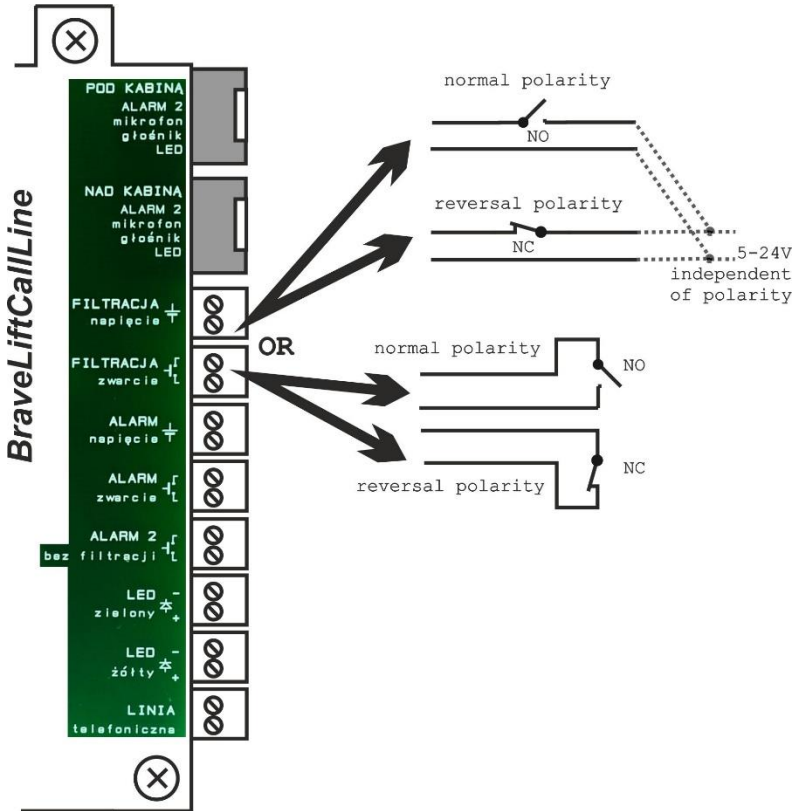 BraveLiftCallLine
POD KABINĄ
ALARM 2
mikrofon
głośnik
LED
NAD KABINĄ
ALARM 2
mikrofon
głośnik
LED
FILTRACJA
napięcie
FILTRACJA
zwarcie
ALARM
napięcie
ALARM
zwarcie
ALARM 2
bez filtracji
LED -
zielony +
LED -
żółty +
LINIA
telefoniczna
OR
normal polarity
NO
reversal polarity
NC
5-24V
independent
of polarity
normal polarity
NO
reversal polarity
NC